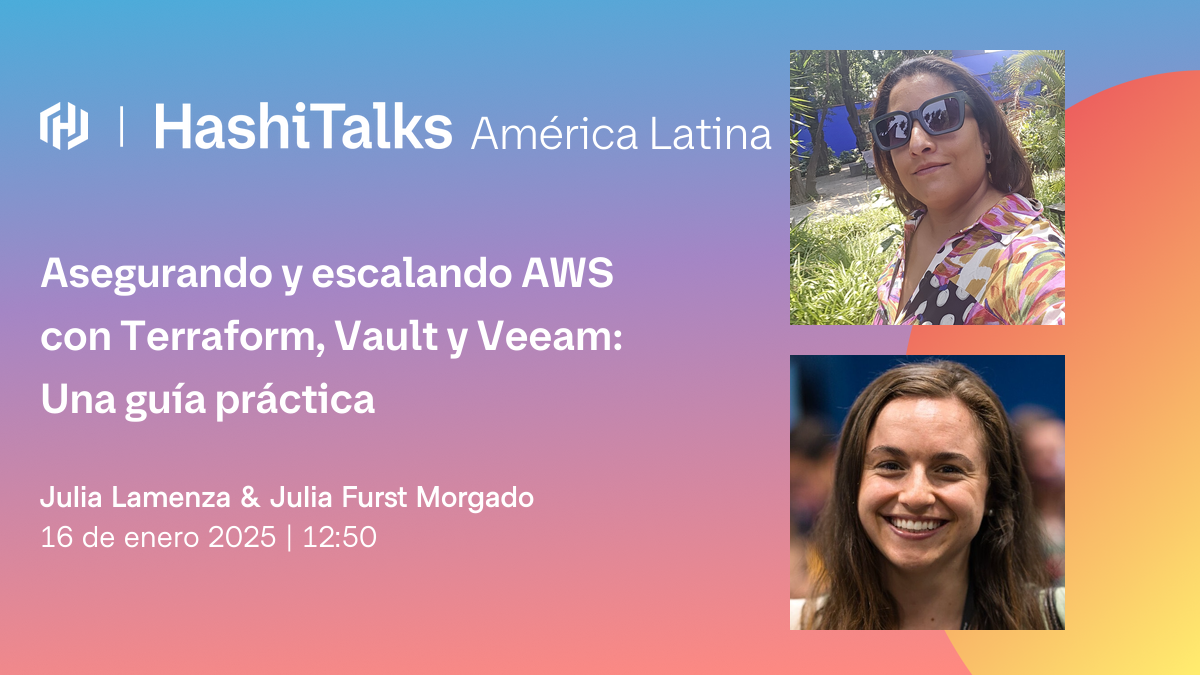 HashiTalks América Latina
Asegurando y escalando AWS
con Terraform, Vault y Veeam:
Una guía práctica
Julia Lamenza & Julia Furst Morgado
16 de enero 2025 | 12:50